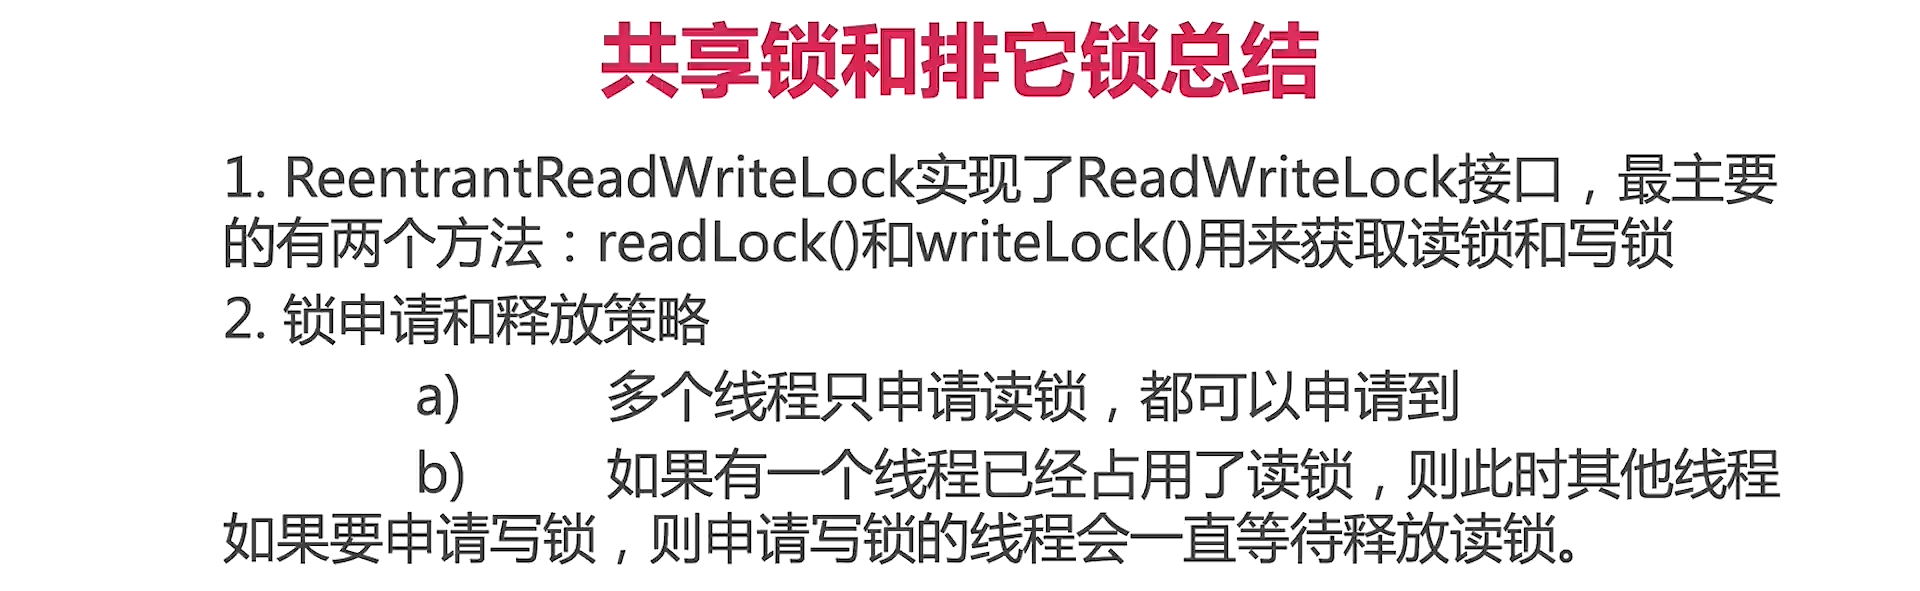 共享锁和排它锁总结
1. ReentrantReadWriteLock实现了ReadWriteLock接口，最主要
的有两个方法：readLock()和writeLock()用来获取读锁和写锁
2. 锁申请和释放策略
a) 多个线程只申请读锁，都可以申请到
b) 如果有一个线程已经占用了读锁，则此时其他线程
如果要申请写锁，则申请写锁的线程会一直等待释放读锁。